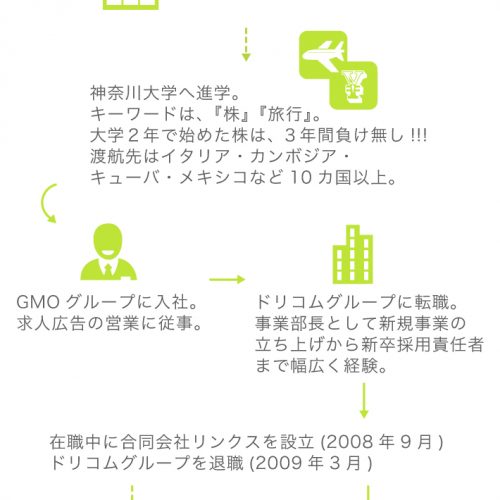 神奈川大学へ進学。
キーワードは、『株』『旅行』。
大学２年で始めた株は、３年間負け無し !!!
渡航先はイタリア・カンボジア・
キューバ・メキシコなど 10 カ国以上。
GMO グループに入社。
求人広告の営業に従事。
ドリコムグループに転職。
事業部長として新規事業の
立ち上げから新卒採用責任者
まで幅広く経験。
在職中に合同会社リンクスを設立 (2008 年 9 月 )
ドリコムグループを退職 (2009 年 3 月 )